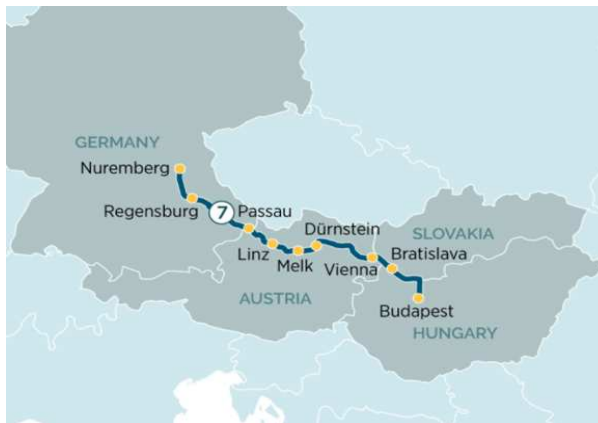 GERMANY
Nuremberg
Regensburg
7
Passau
Dürnstein
SLOVAKIA
Linz
Melk
Vienna
Bratislava
AUSTRIA
Budapest
HUNGARY